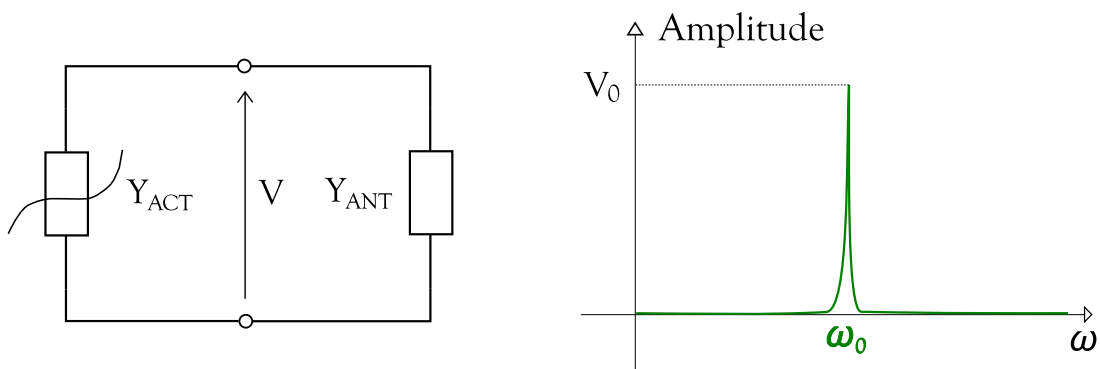 Y_ACT
V
Y_ANT
Amplitude
V_0
ω_0
ω